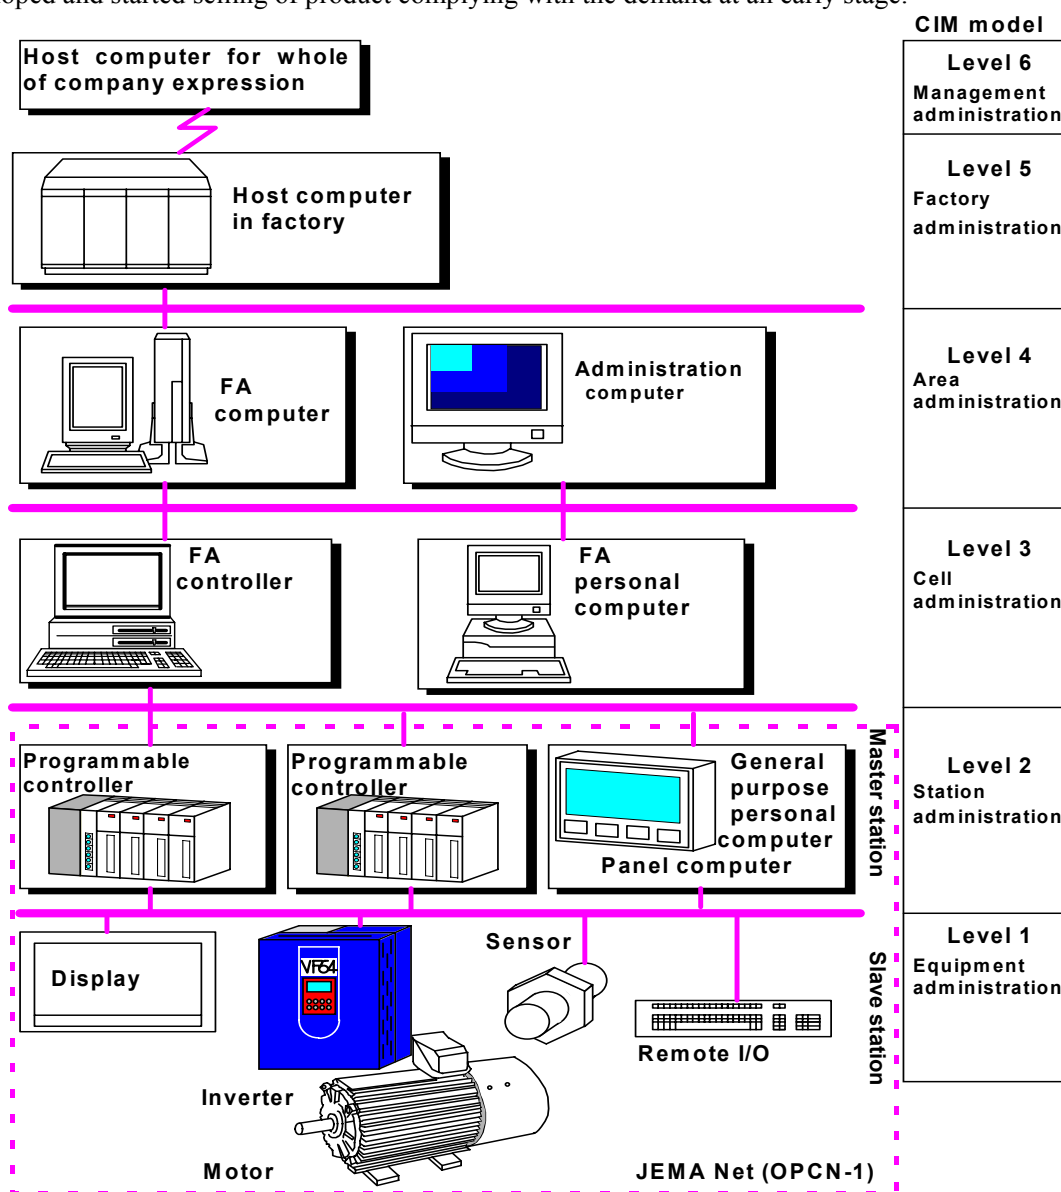 oped and started selling of product complying with the demand at an early stage.
CIM model
Host computer for whole
of company expression
Level 6
Management
administration
Host computer
in factory
Level 5
Factory
administration
FA
computer
Administration
computer
Level 4
Area
administration
FA
controller
FA
personal
computer
Level 3
Cell
administration
Programmable
controller
Programmable
controller
General
purpose
personal
computer
Panel computer
Master station
Level 2
Station
administration
Display
VF64
Inverter
Motor
Sensor
Remote I/O
Slave station
JEMA Net (OPCN-1)
Level 1
Equipment
administration